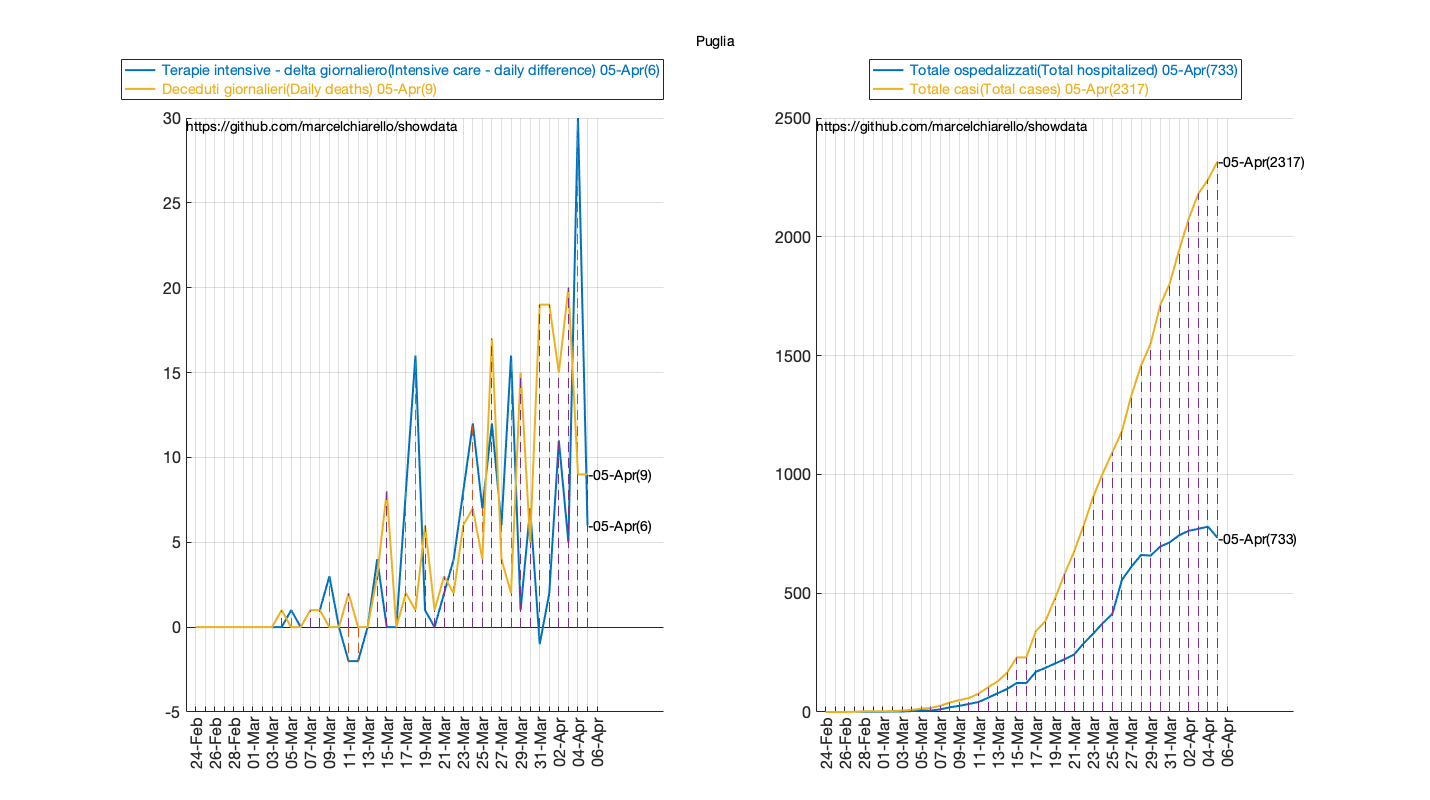 Puglia
Terapie intensive - delta giornaliero(Intensive care - daily difference) 05-Apr(6)
Deceduti giornalieri(Daily deaths) 05-Apr(9)
https://github.com/marcelchiarello/showdata
30
25
20
15
10
5
0
-5
-05-Apr(9)
-05-Apr(6)
24-Feb
26-Feb
28-Feb
01-Mar
03-Mar
05-Mar
07-Mar
09-Mar
11-Mar
13-Mar
15-Mar
17-Mar
19-Mar
21-Mar
23-Mar
25-Mar
27-Mar
29-Mar
31-Mar
02-Apr
04-Apr
06-Apr
Totale ospedalizzati(Total hospitalized) 05-Apr(733)
Totale casi(Total cases) 05-Apr(2317)
https://github.com/marcelchiarello/showdata
2500
2000
1500
1000
500
0
-05-Apr(2317)
-05-Apr(733)
24-Feb
26-Feb
28-Feb
01-Mar
03-Mar
05-Mar
07-Mar
09-Mar
11-Mar
13-Mar
15-Mar
17-Mar
19-Mar
21-Mar
23-Mar
25-Mar
27-Mar
29-Mar
31-Mar
02-Apr
04-Apr
06-Apr